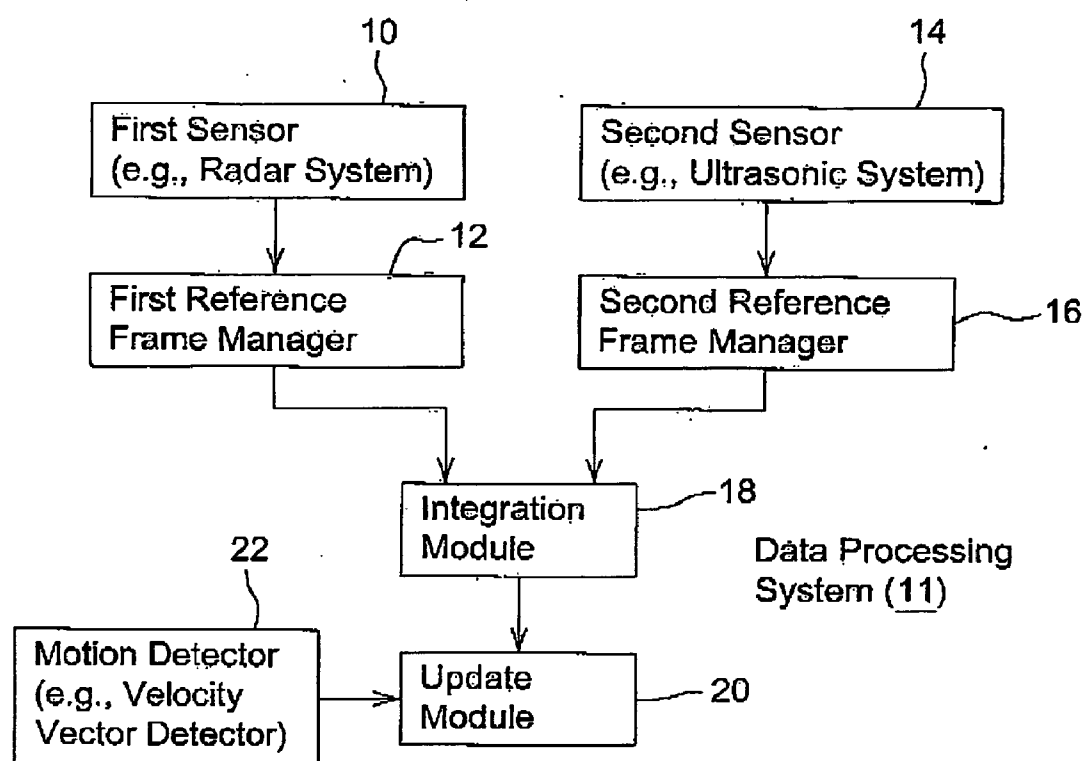 10
14
First Sensor
(e.g., Radar System)
Second Sensor
(e.g., Ultrasonic System)
12
First Reference
Frame Manager
Second Reference
Frame Manager
16
Integration
Module
18
Data Processing
System (11)
22
Motion Detector
(e.g., Velocity
Vector Detector)
Update
Module
20